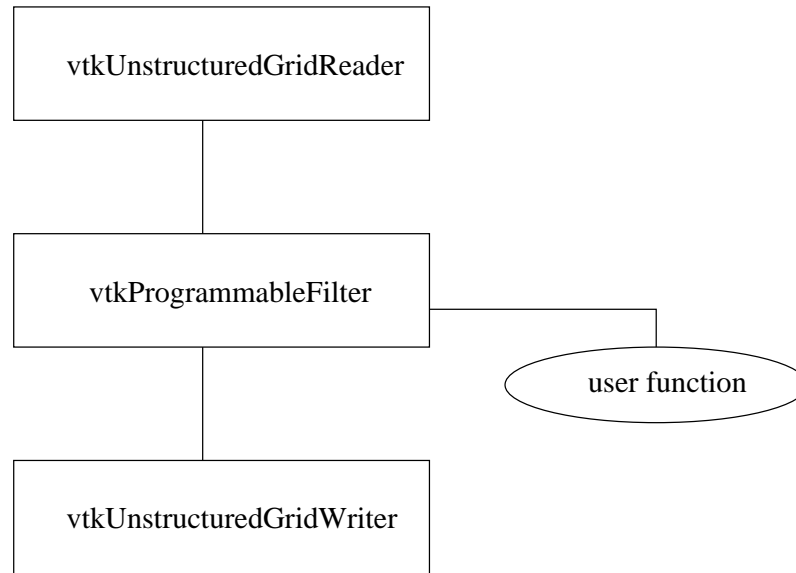 vtkUnstructuredGridReader
vtkProgrammableFilter
user function
vtkUnstructuredGridWriter